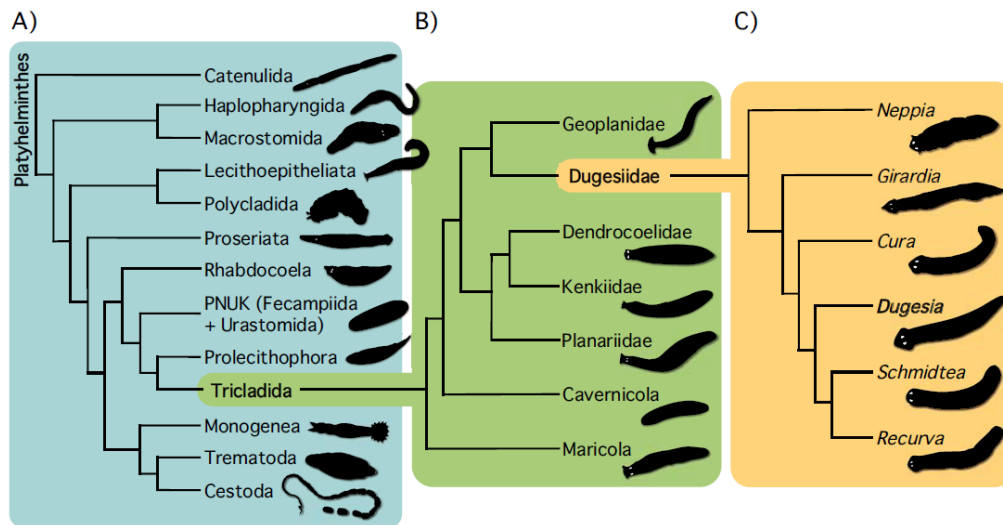 A)
Platyhelminthes
Catenulida
Haplopharyngida
Macrostomida
Lecithoepitheliata
Polycladida
Proseriata
Rhabdocoela
PNUK (Fecampiida
+ Urastomida)
Prolecithophora
Tricladida
Monogenea
Trematoda
Cestoda
B)
Geoplanidae
Dugesiidae
Dendrocoelidae
Kenkiidae
Planariidae
Cavernicola
Maricola
C)
Neppia
Girardia
Cura
Dugesia
Schmidtea
Recurva